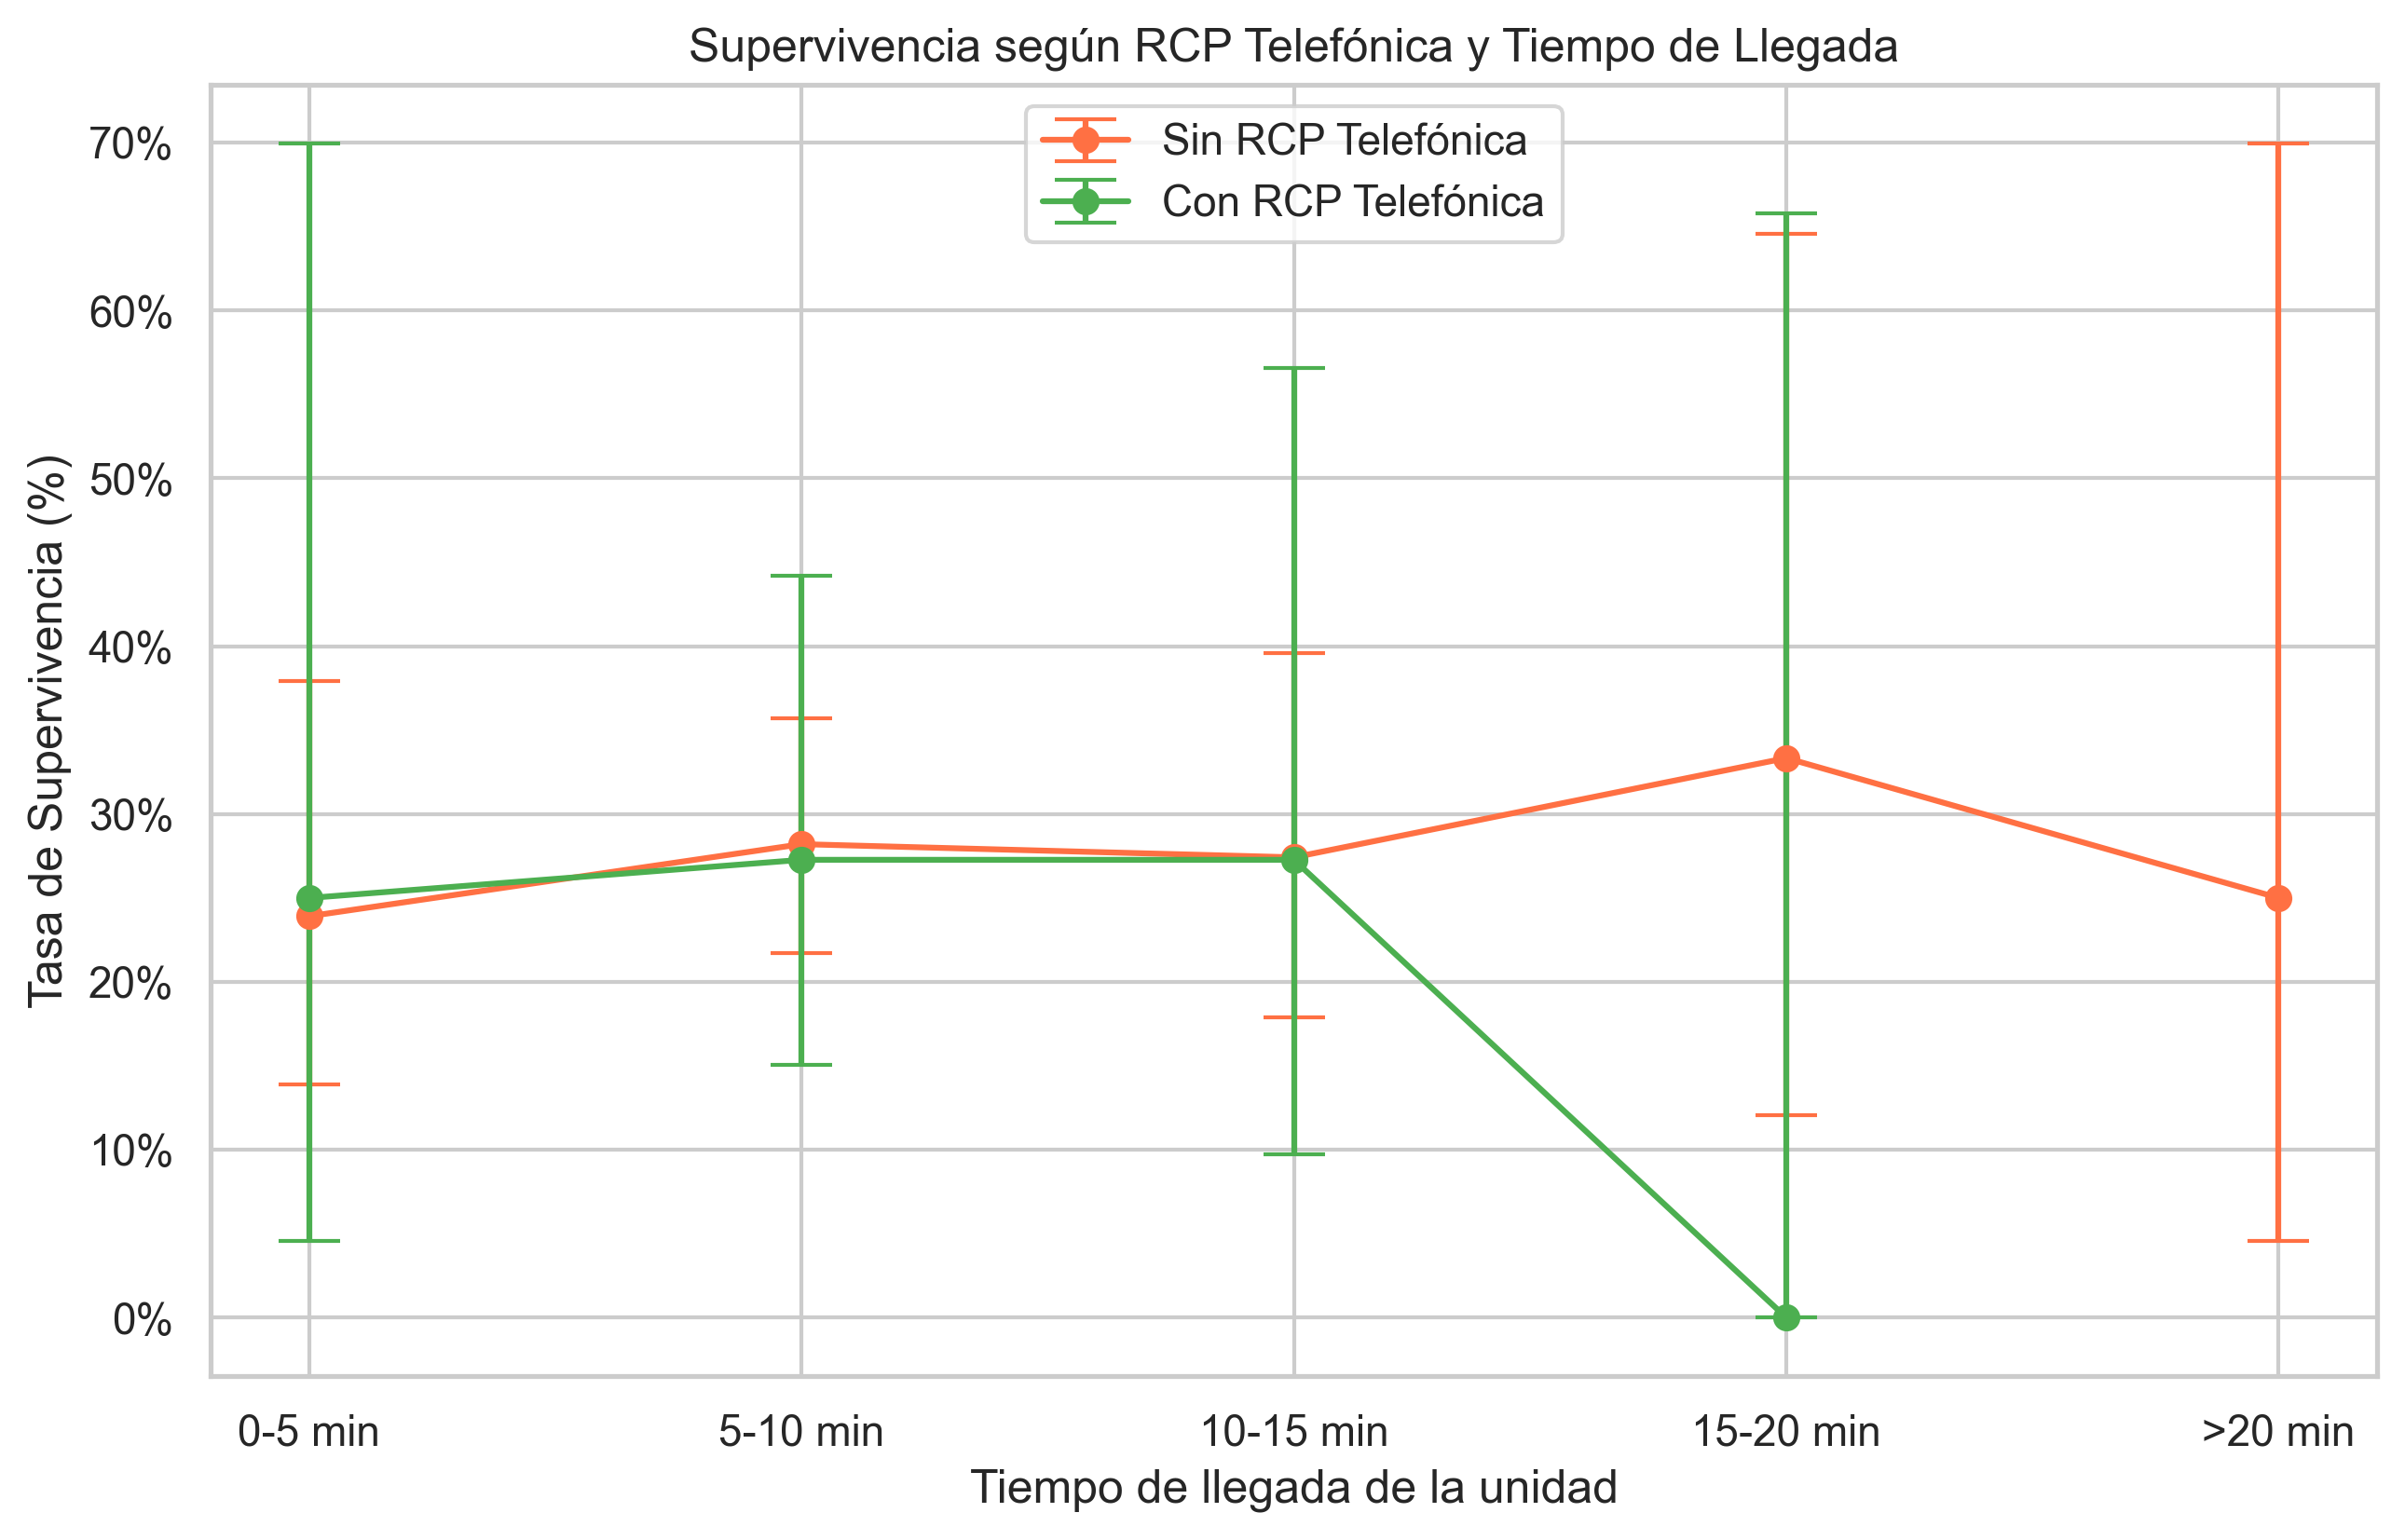 Supervivencia según RCP Telefónica y Tiempo de Llegada
Sin RCP Telefónica
Con RCP Telefónica
Tasa de Supervivencia (%)
70%
60%
50%
40%
30%
20%
10%
0%
0-5 min
5-10 min
10-15 min
15-20 min
>20 min
Tiempo de llegada de la unidad